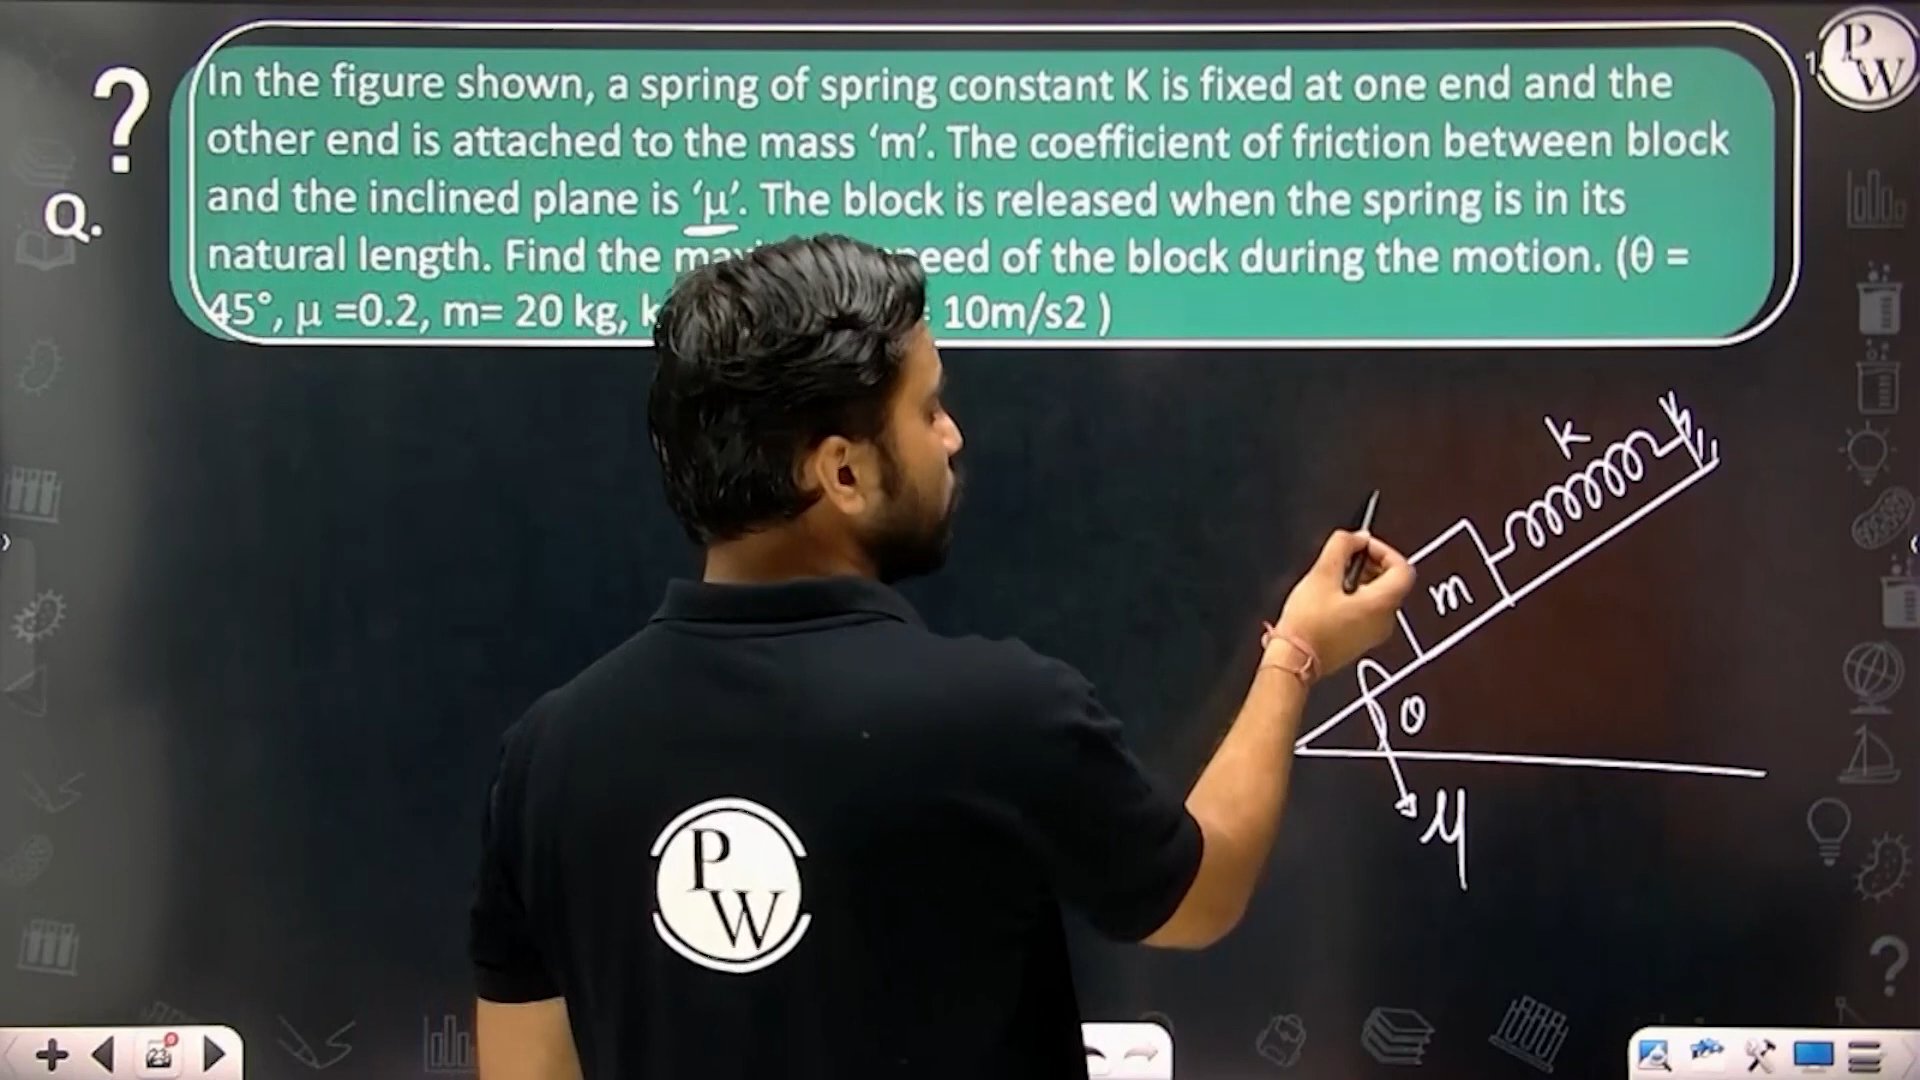 In the figure shown, a spring of spring constant K is fixed at one end and the
other end is attached to the mass ‘m’. The coefficient of friction between block
and the inclined plane is ‘μ’. The block is released when the spring is in its
Q.
natural length. Find the of the block during the motion. (θ =
45°, μ =0.2, m= 20 kg, 10m/s2 )
?
PW
K
m
θ
μ
PW
23